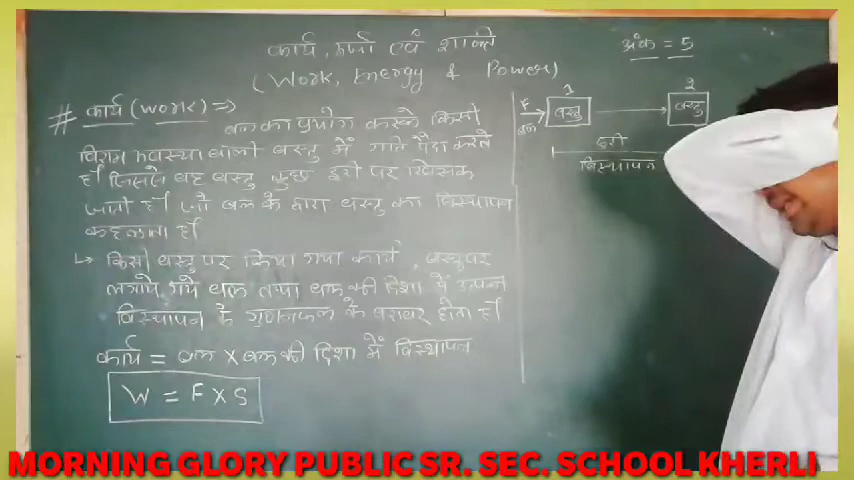 कार्य, ऊर्जा एवं शक्ति
(Work, Energy & Power)
अंक = 5
# कार्य (work) =>
बल का प्रयोग करके किसी
विराम अवस्था वाली वस्तु में गति पैदा करते
हैं जिससे वह वस्तु कुछ दूरी पर खिसक
जाती हैं जो बल के द्वारा वस्तु का विस्थापन
कहलाता हैं
↳ किसी वस्तु पर किया गया कार्य, वस्तु पर
लगाये गये बल तथा बल की दिशा में उत्पन्न
विस्थापन के गुणनफल के बराबर होता हैं
कार्य = बल x बल की दिशा में विस्थापन
W = F x S
1 2
F बल वस्तु वस्तु
दूरी
विस्थापन
MORNING GLORY PUBLIC SR. SEC. SCHOOL KHERLI